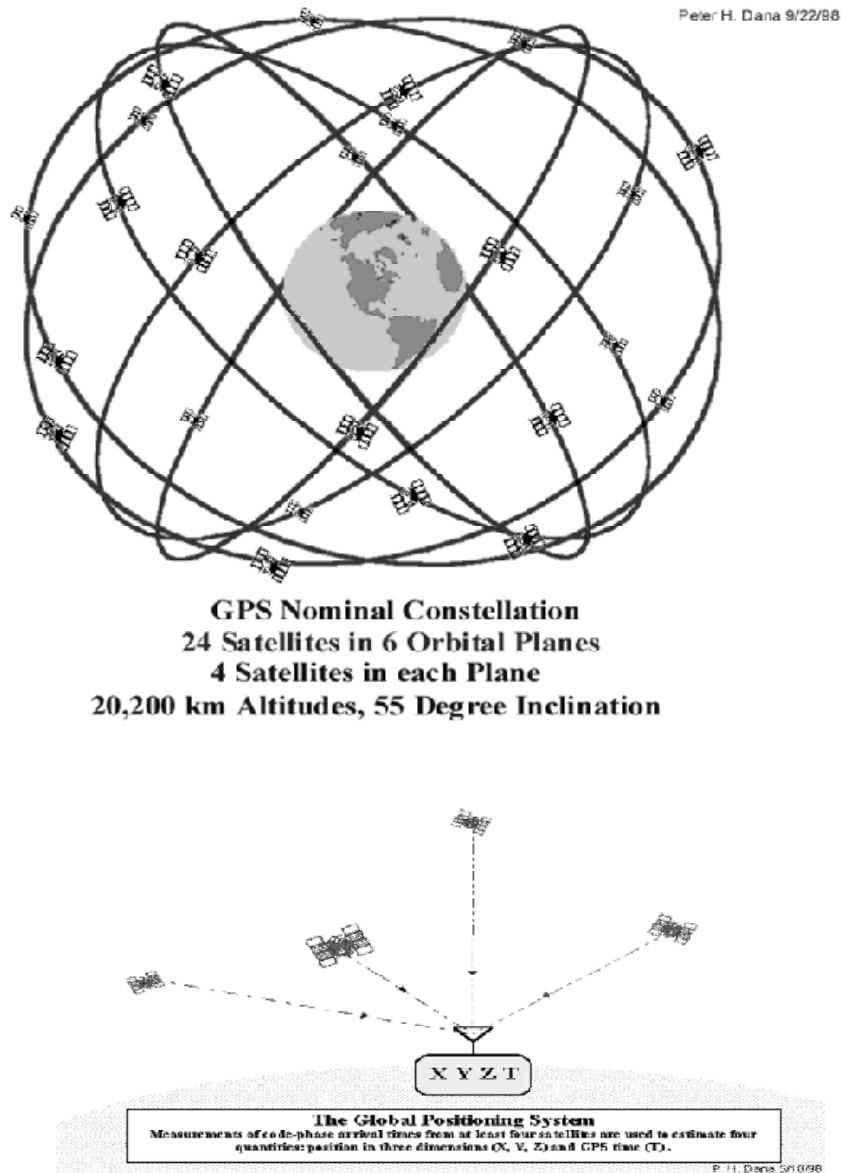 Peter H. Dana 9/22/98
GPS Nominal Constellation
24 Satellites in 6 Orbital Planes
4 Satellites in each Plane
20,200 km Altitudes, 55 Degree Inclination
X Y Z T
The Global Positioning System
Measurements of code-phase arrival times from at least four satellites are used to estimate four
quantities: position in three dimensions (X, Y, Z) and GPS time (T).
P. H. Dana 5/10/98